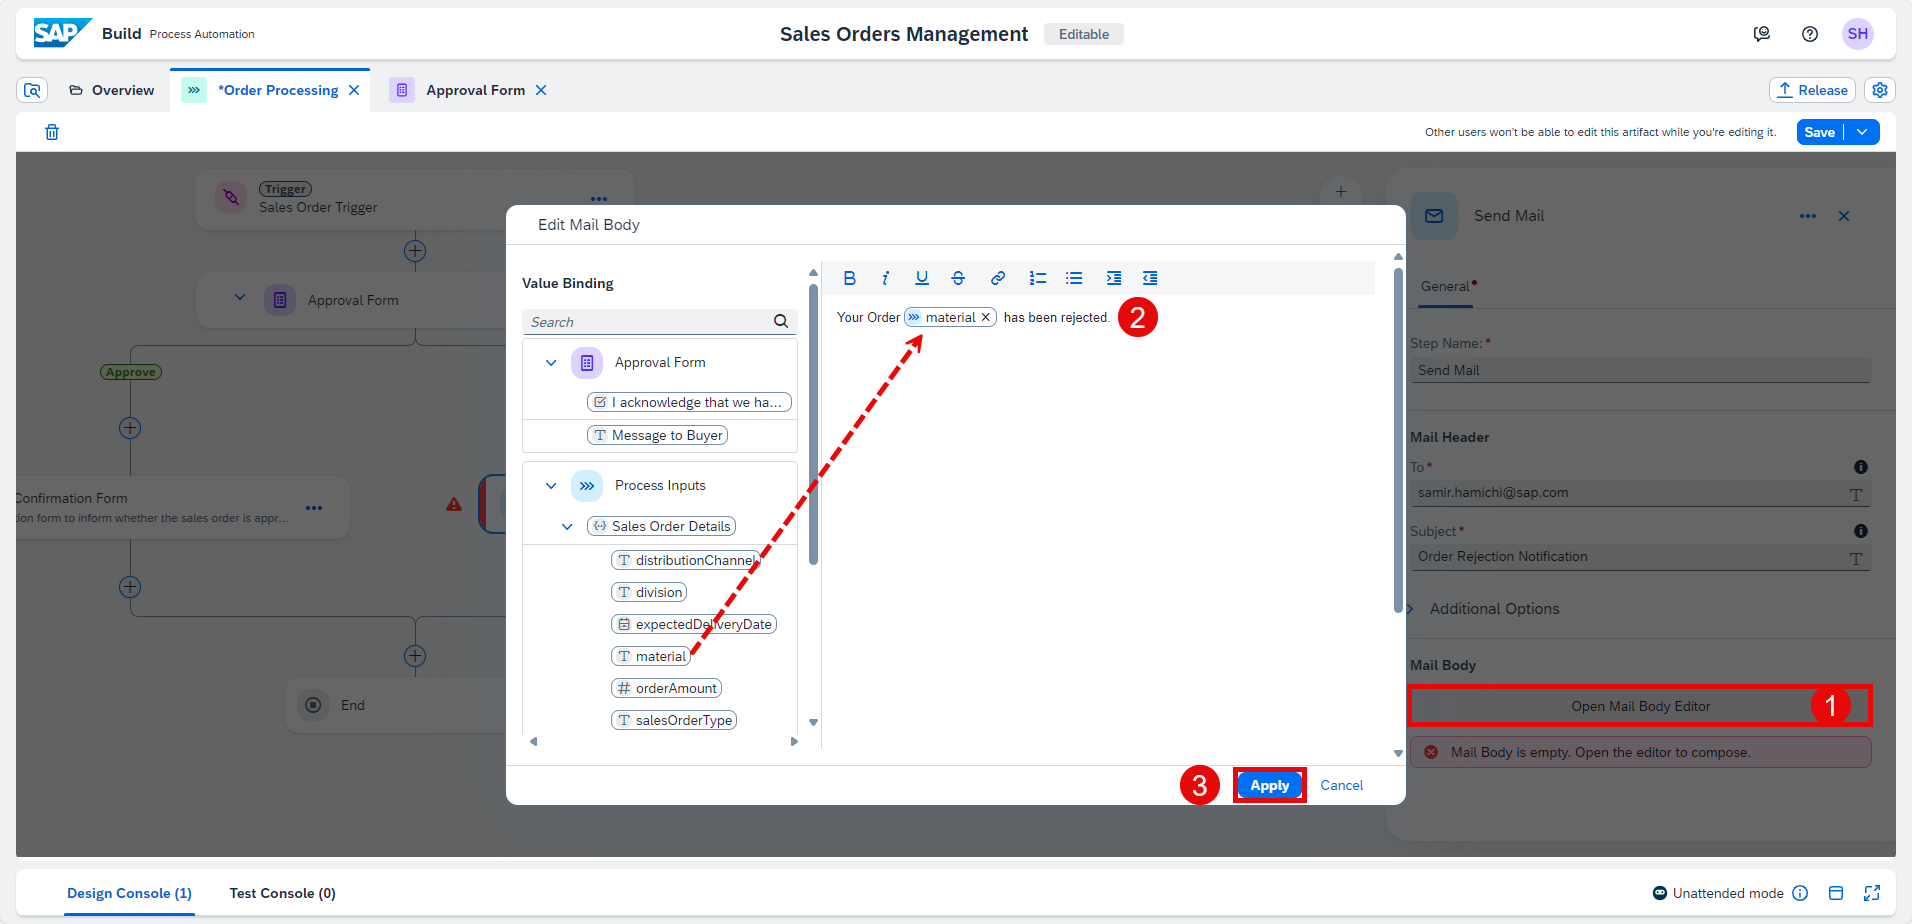 SAP Build Process Automation
Sales Orders Management Editable
SH
Overview
*Order Processing
Approval Form
Release
Other users won't be able to edit this artifact while you're editing it.
Save
Trigger
Sales Order Trigger
Approval Form
Approve
Confirmation Form
ion form to inform whether the sales order is appr...
End
Edit Mail Body
Value Binding
Search
Approval Form
I acknowledge that we ha...
Message to Buyer
Process Inputs
Sales Order Details
distributionChannel
division
expectedDeliveryDate
material
orderAmount
salesOrderType
Your Order material has been rejected.
2
3
Apply
Cancel
Send Mail
General*
Step Name:*
Send Mail
Mail Header
To*
samir.hamichi@sap.com
Subject*
Order Rejection Notification
Additional Options
Mail Body
Open Mail Body Editor
1
Mail Body is empty. Open the editor to compose.
Design Console (1)
Test Console (0)
Unattended mode